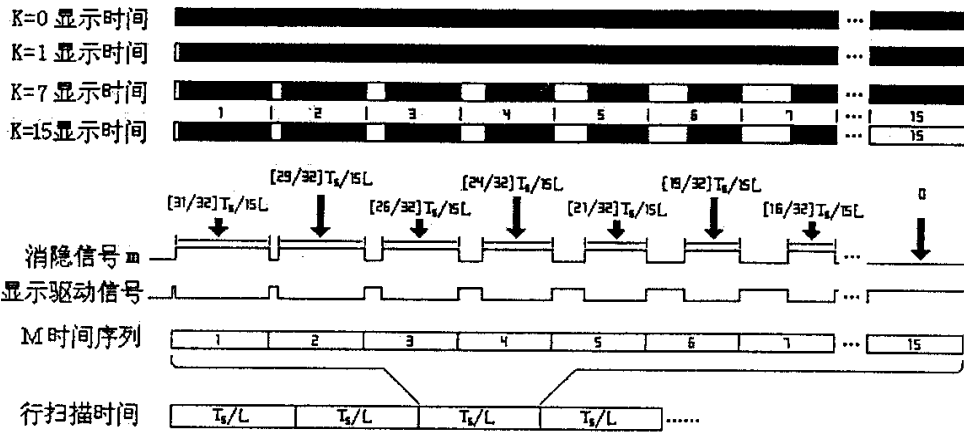 K=0 显示时间 ...
K=1 显示时间 ...
K=7 显示时间 ...
1 2 3 4 5 6 7 ... 15
K=15显示时间 ... 15
[31/32]Ts/15L [29/32]Ts/15L [26/32]Ts/15L [24/32]Ts/15L [21/32]Ts/15L [19/32]Ts/15L [16/32]Ts/15L 0
消隐信号 m ...
显示驱动信号 ...
M时间序列 1 2 3 4 5 6 7 ... 15
行扫描时间 Ts/L Ts/L Ts/L Ts/L ......